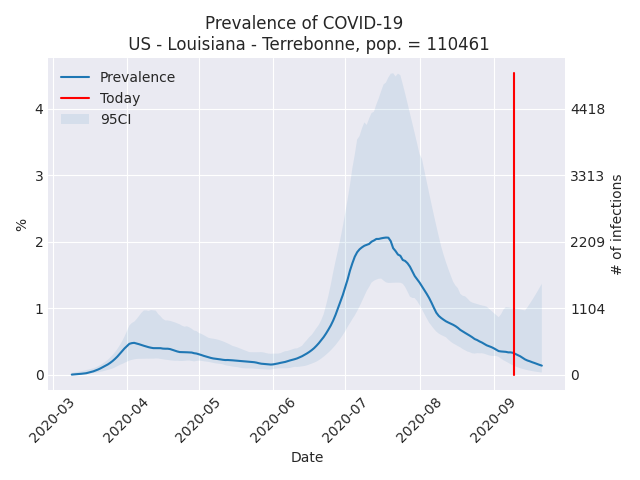 Prevalence of COVID-19
US - Louisiana - Terrebonne, pop. = 110461
Prevalence
Today
95CI
%
4
3
2
1
0
4418
3313
2209
1104
0
# of infections
2020-03
2020-04
2020-05
2020-06
2020-07
2020-08
2020-09
Date